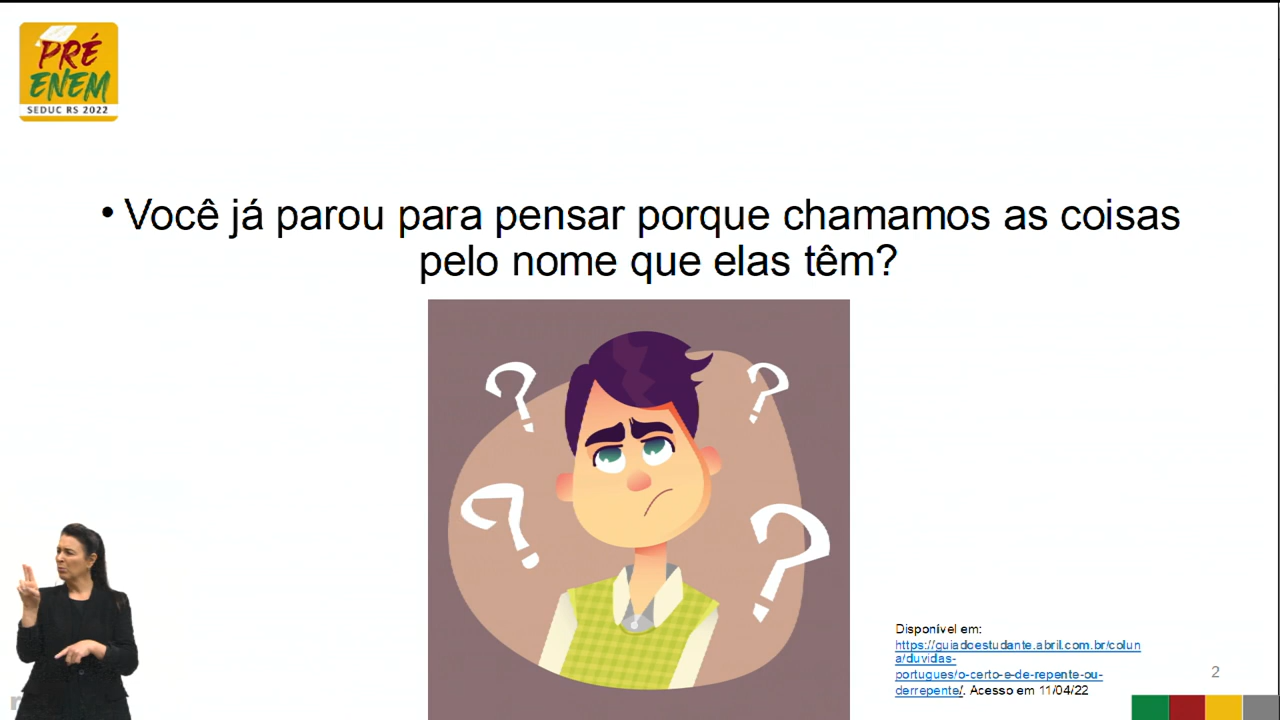 PRÉ
ENEM
SEDUC RS 2022
• Você já parou para pensar porque chamamos as coisas
pelo nome que elas têm?
Disponível em:
https://guiadoestudante.abril.com.br/colun
a/duvidas-
portugues/o-certo-e-de-repente-ou-
derrepente/. Acesso em 11/04/22
2